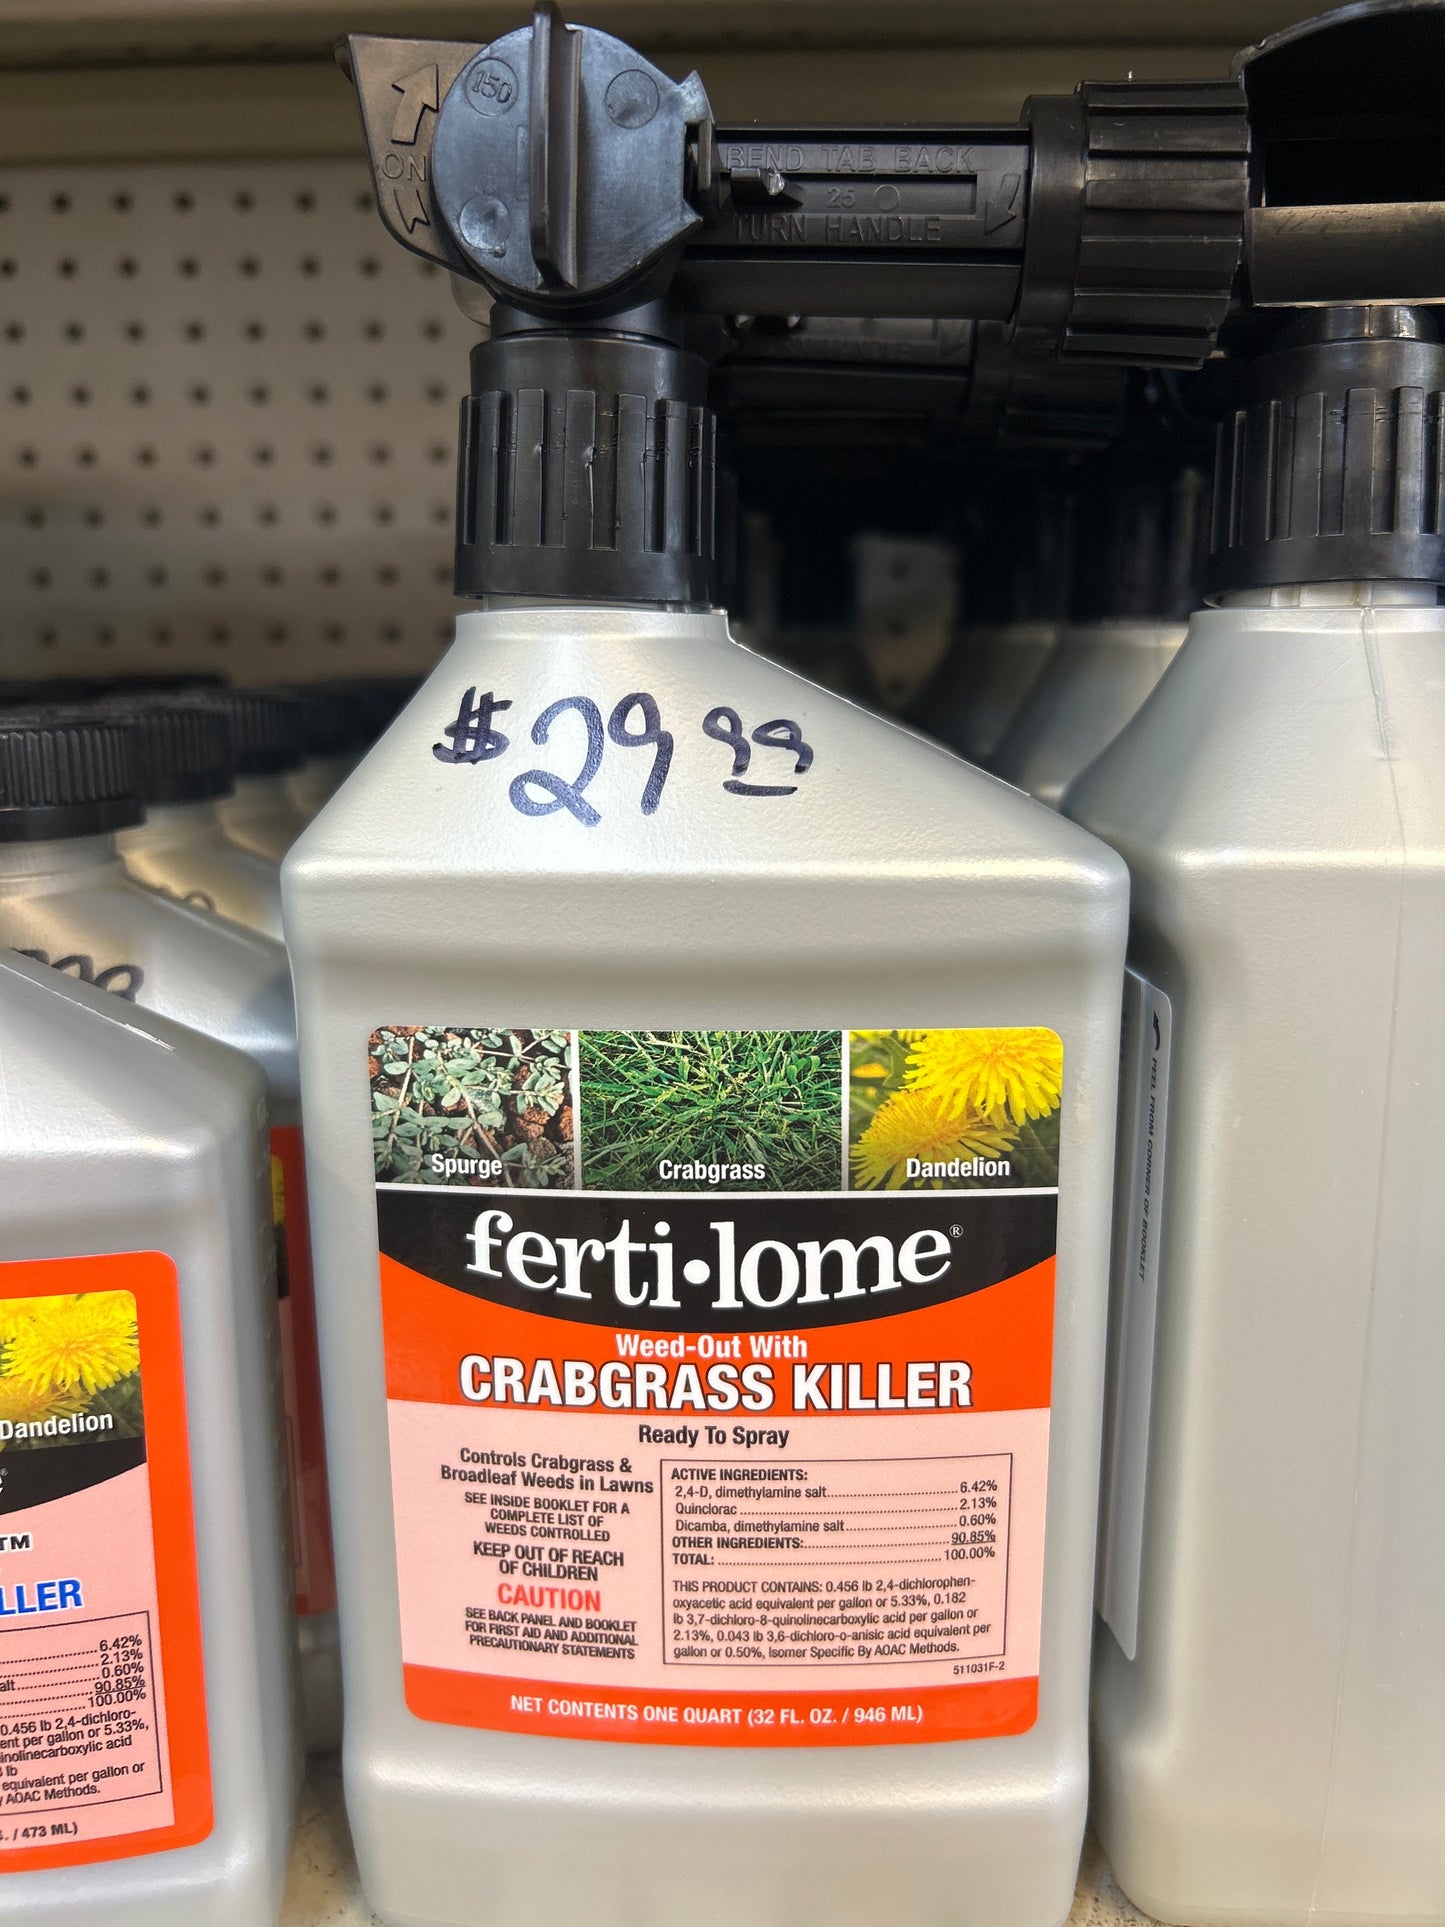 150
ON
BEND TAB BACK
25
TURN HANDLE
$29.99
Spurge
Crabgrass
Dandelion
ferti•lome®
Weed-Out With
CRABGRASS KILLER
Ready To Spray
Controls Crabgrass &
Broadleaf Weeds in Lawns
SEE INSIDE BOOKLET FOR A
COMPLETE LIST OF
WEEDS CONTROLLED
KEEP OUT OF REACH
OF CHILDREN
CAUTION
SEE BACK PANEL AND BOOKLET
FOR FIRST AID AND ADDITIONAL
PRECAUTIONARY STATEMENTS
ACTIVE INGREDIENTS:
2,4-D, dimethylamine salt 6.42%
Quinclorac 2.13%
Dicamba, dimethylamine salt 0.60%
OTHER INGREDIENTS: 90.85%
TOTAL: 100.00%
THIS PRODUCT CONTAINS: 0.456 lb 2,4-dichlorophen-
oxyacetic acid equivalent per gallon or 5.33%, 0.182
lb 3,7-dichloro-8-quinolinecarboxylic acid per gallon or
2.13%, 0.043 lb 3,6-dichloro-o-anisic acid equivalent per
gallon or 0.50%, Isomer Specific By AOAC Methods.
511031F-2
NET CONTENTS ONE QUART (32 FL. OZ. / 946 ML)
Dandelion
TM
LLER
6.42%
2.13%
alt 0.60%
90.85%
100.00%
0.456 lb 2,4-dichloro-
ent per gallon or 5.33%,
inolinecarboxylic acid
lb
equivalent per gallon or
AOAC Methods.
/ 473 ML)
PEEL FROM CORNER OF BOOKLET